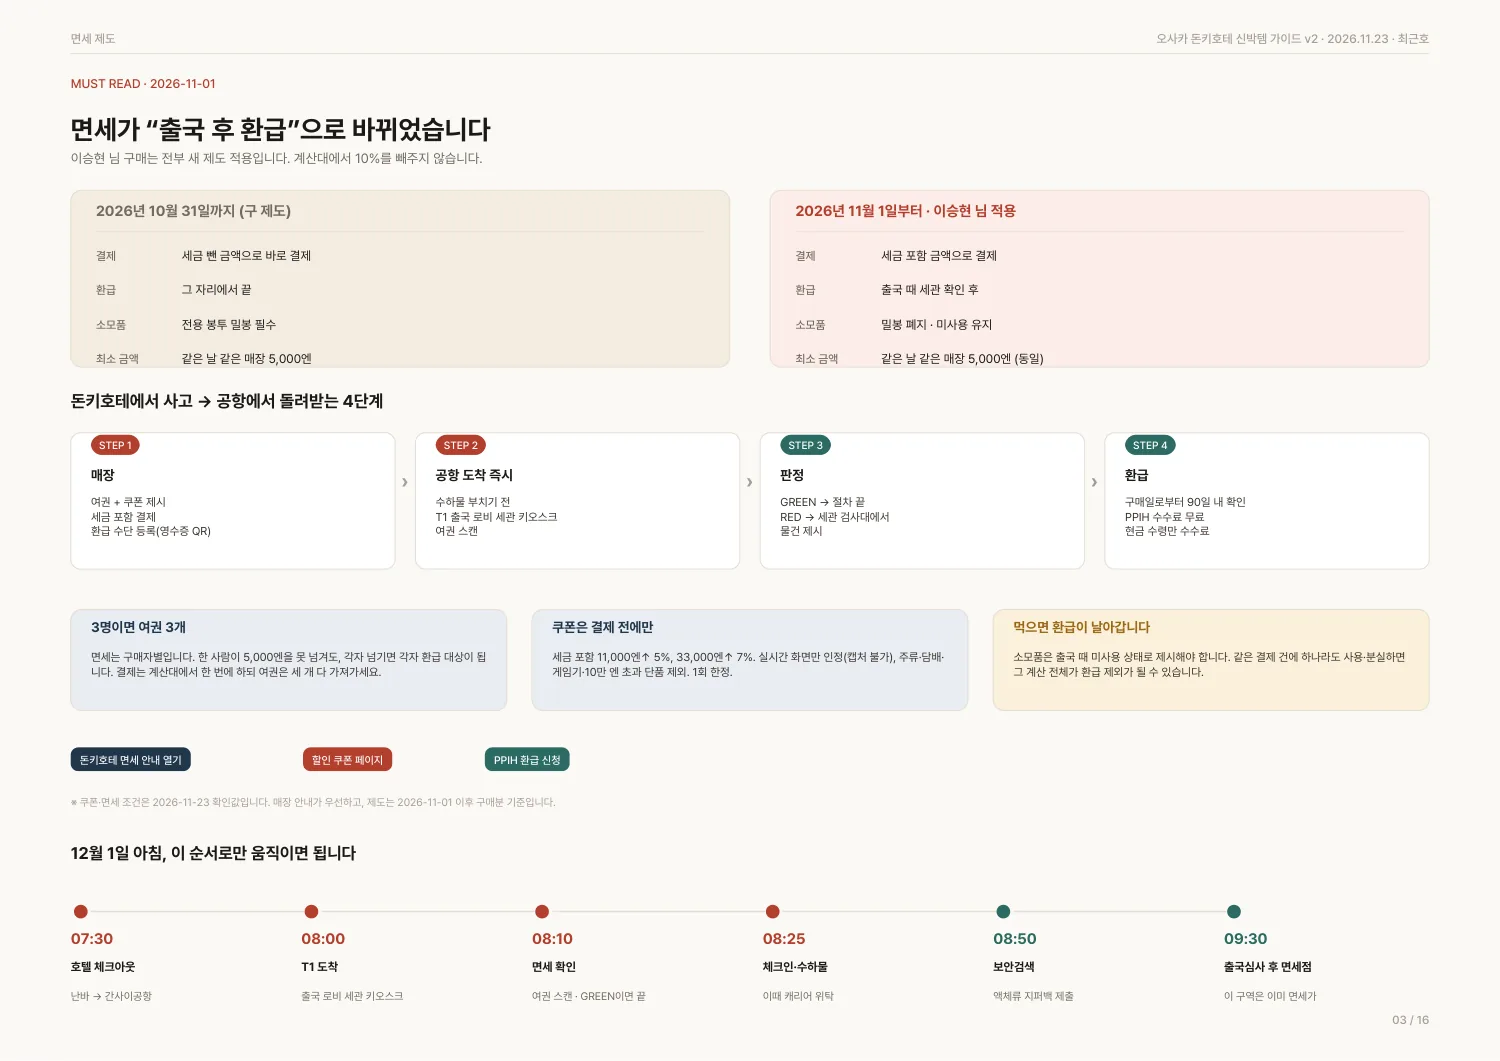 면세 제도
오사카 돈키호테 신박템 가이드 v2 · 2026.11.23 · 최근호
MUST READ · 2026-11-01
면세가 “출국 후 환급”으로 바뀌었습니다
이승현 님 구매는 전부 새 제도 적용입니다. 계산대에서 10%를 빼주지 않습니다.
2026년 10월 31일까지 (구 제도)
결제 세금 뺀 금액으로 바로 결제
환급 그 자리에서 끝
소모품 전용 봉투 밀봉 필수
최소 금액 같은 날 같은 매장 5,000엔
2026년 11월 1일부터 · 이승현 님 적용
결제 세금 포함 금액으로 결제
환급 출국 때 세관 확인 후
소모품 밀봉 폐지 · 미사용 유지
최소 금액 같은 날 같은 매장 5,000엔 (동일)
돈키호테에서 사고 → 공항에서 돌려받는 4단계
STEP 1
매장
여권 + 쿠폰 제시
세금 포함 결제
환급 수단 등록(영수증 QR)
›
STEP 2
공항 도착 즉시
수하물 부치기 전
T1 출국 로비 세관 키오스크
여권 스캔
›
STEP 3
판정
GREEN → 절차 끝
RED → 세관 검사대에서
물건 제시
›
STEP 4
환급
구매일로부터 90일 내 확인
PPIH 수수료 무료
현금 수령만 수수료
3명이면 여권 3개
면세는 구매자별입니다. 한 사람이 5,000엔을 못 넘겨도, 각자 넘기면 각자 환급 대상이 됩
니다. 결제는 계산대에서 한 번에 하되 여권은 세 개 다 가져가세요.
쿠폰은 결제 전에만
세금 포함 11,000엔↑ 5%, 33,000엔↑ 7%. 실시간 화면만 인정(캡처 불가), 주류·담배·
게임기·10만 엔 초과 단품 제외. 1회 한정.
먹으면 환급이 날아갑니다
소모품은 출국 때 미사용 상태로 제시해야 합니다. 같은 결제 건에 하나라도 사용·분실하면
그 계산 전체가 환급 제외가 될 수 있습니다.
돈키호테 면세 안내 열기
할인 쿠폰 페이지
PPIH 환급 신청
※ 쿠폰·면세 조건은 2026-11-23 확인값입니다. 매장 안내가 우선하고, 제도는 2026-11-01 이후 구매분 기준입니다.
12월 1일 아침, 이 순서로만 움직이면 됩니다
07:30
호텔 체크아웃
난바 → 간사이공항
08:00
T1 도착
출국 로비 세관 키오스크
08:10
면세 확인
여권 스캔 · GREEN이면 끝
08:25
체크인·수하물
이때 캐리어 위탁
08:50
보안검색
액체류 지퍼백 제출
09:30
출국심사 후 면세점
이 구역은 이미 면세가
03 / 16